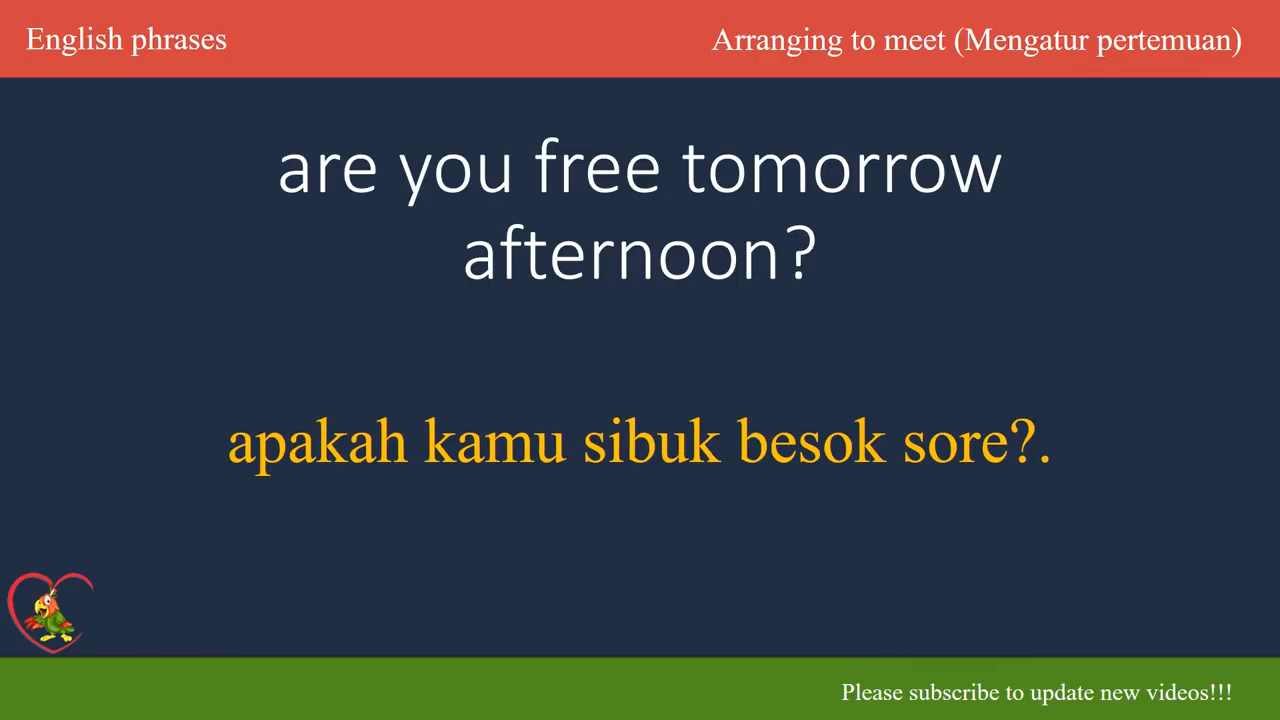 English phrases
Arranging to meet (Mengatur pertemuan)
are you free tomorrow
afternoon?
apakah kamu sibuk besok sore?.
Please subscribe to update new videos!!!